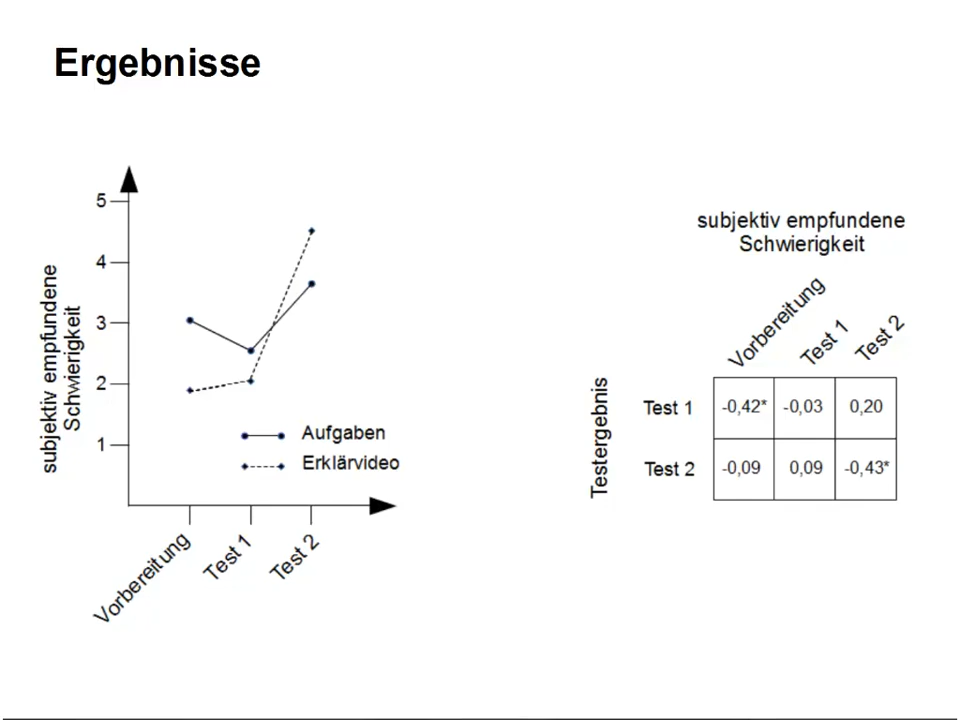 Ergebnisse
subjektiv empfundene
Schwierigkeit
5
4
3
2
1
Aufgaben
Erklärvideo
Vorbereitung
Test 1
Test 2
subjektiv empfundene
Schwierigkeit
Vorbereitung
Test 1
Test 2
Testergebnis
Test 1
-0,42*
-0,03
0,20
Test 2
-0,09
0,09
-0,43*